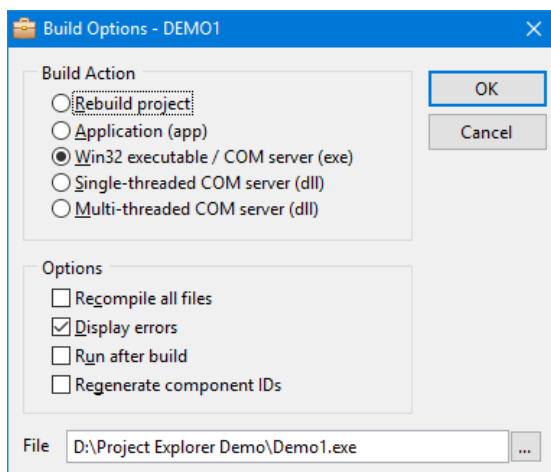 Build Options - DEMO1
Build Action
Rebuild project
Application (app)
Win32 executable / COM server (exe)
Single-threaded COM server (dll)
Multi-threaded COM server (dll)
OK
Cancel
Options
Recompile all files
Display errors
Run after build
Regenerate component IDs
File D:\Project Explorer Demo\Demo1.exe ...